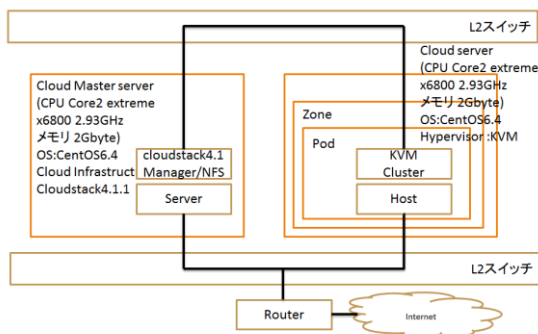 L2スイッチ
Cloud Master server
(CPU Core2 extreme
x6800 2.93GHz
メモリ 2Gbyte)
OS:CentOS6.4
Cloud Infrastruct
Cloudstack4.1.1
cloudstack4.1
Manager/NFS
Server
Cloud server
(CPU Core2 extreme
x6800 2.93GHz
メモリ 2Gbyte)
OS:CentOS6.4
Hypervisor :KVM
Zone
Pod
KVM
Cluster
Host
L2スイッチ
Router
Internet